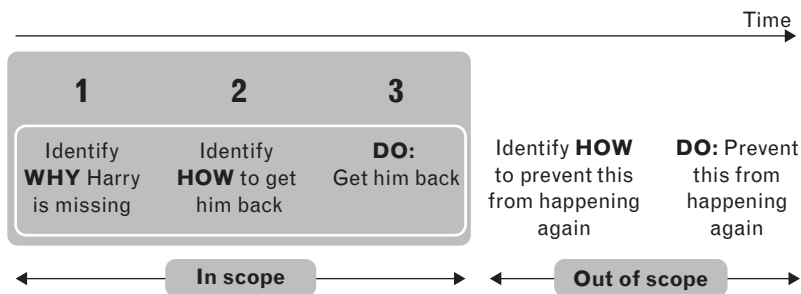 Time
1
2
3
Identify
WHY Harry
is missing
Identify
HOW to get
him back
DO:
Get him back
Identify HOW
to prevent this
from happening
again
DO: Prevent
this from
happening
again
In scope
Out of scope